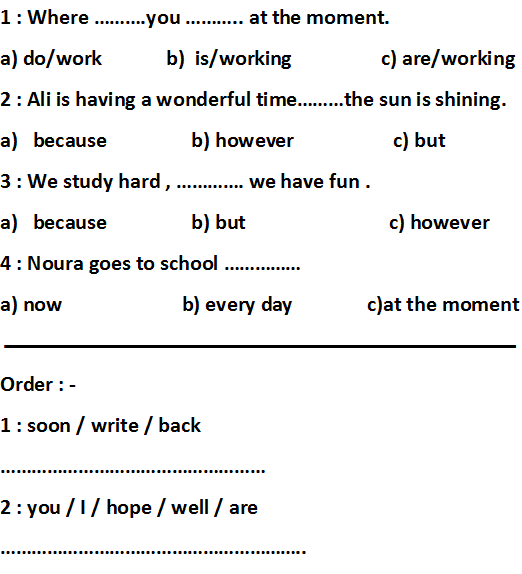 1 : Where ..........you ........... at the moment.
a) do/work b) is/working c) are/working
2 : Ali is having a wonderful time.........the sun is shining.
a) because b) however c) but
3 : We study hard , ............. we have fun .
a) because b) but c) however
4 : Noura goes to school ...............
a) now b) every day c)at the moment
Order : -
1 : soon / write / back
....................................................
2 : you / I / hope / well / are
............................................................